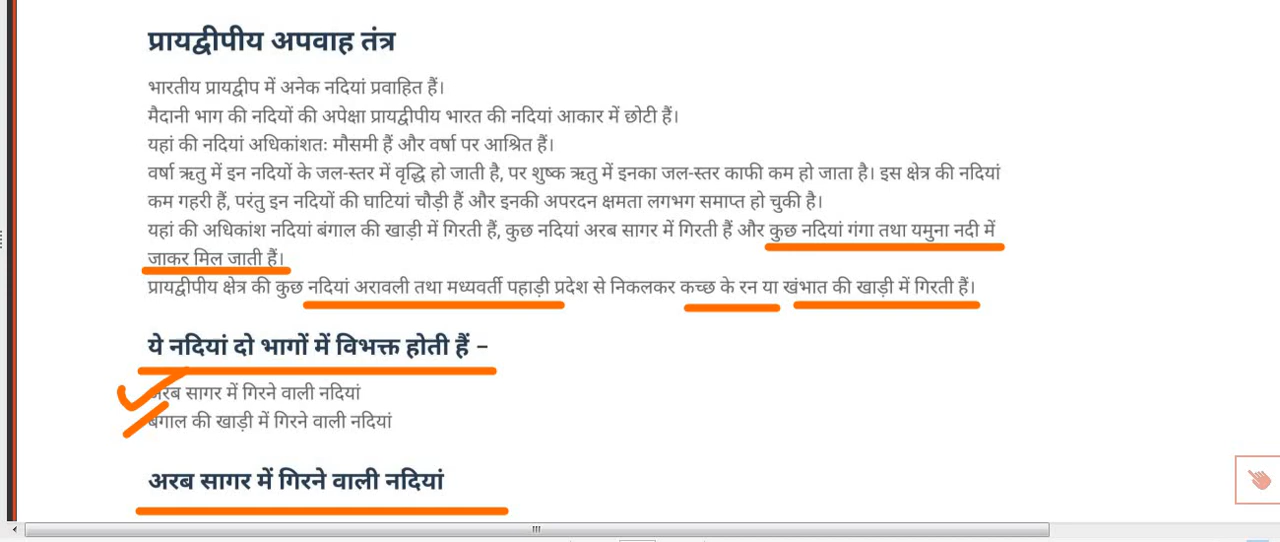 प्रायद्वीपीय अपवाह तंत्र
भारतीय प्रायद्वीप में अनेक नदियां प्रवाहित हैं।
मैदानी भाग की नदियों की अपेक्षा प्रायद्वीपीय भारत की नदियां आकार में छोटी हैं।
यहां की नदियां अधिकांशतः मौसमी हैं और वर्षा पर आश्रित हैं।
वर्षा ऋतु में इन नदियों के जल-स्तर में वृद्धि हो जाती है, पर शुष्क ऋतु में इनका जल-स्तर काफी कम हो जाता है। इस क्षेत्र की नदियां
कम गहरी हैं, परंतु इन नदियों की घाटियां चौड़ी हैं और इनकी अपरदन क्षमता लगभग समाप्त हो चुकी है।
यहां की अधिकांश नदियां बंगाल की खाड़ी में गिरती हैं, कुछ नदियां अरब सागर में गिरती हैं और कुछ नदियां गंगा तथा यमुना नदी में
जाकर मिल जाती हैं।
प्रायद्वीपीय क्षेत्र की कुछ नदियां अरावली तथा मध्यवर्ती पहाड़ी प्रदेश से निकलकर कच्छ के रन या खंभात की खाड़ी में गिरती हैं।
ये नदियां दो भागों में विभक्त होती हैं –
अरब सागर में गिरने वाली नदियां
बंगाल की खाड़ी में गिरने वाली नदियां
अरब सागर में गिरने वाली नदियां